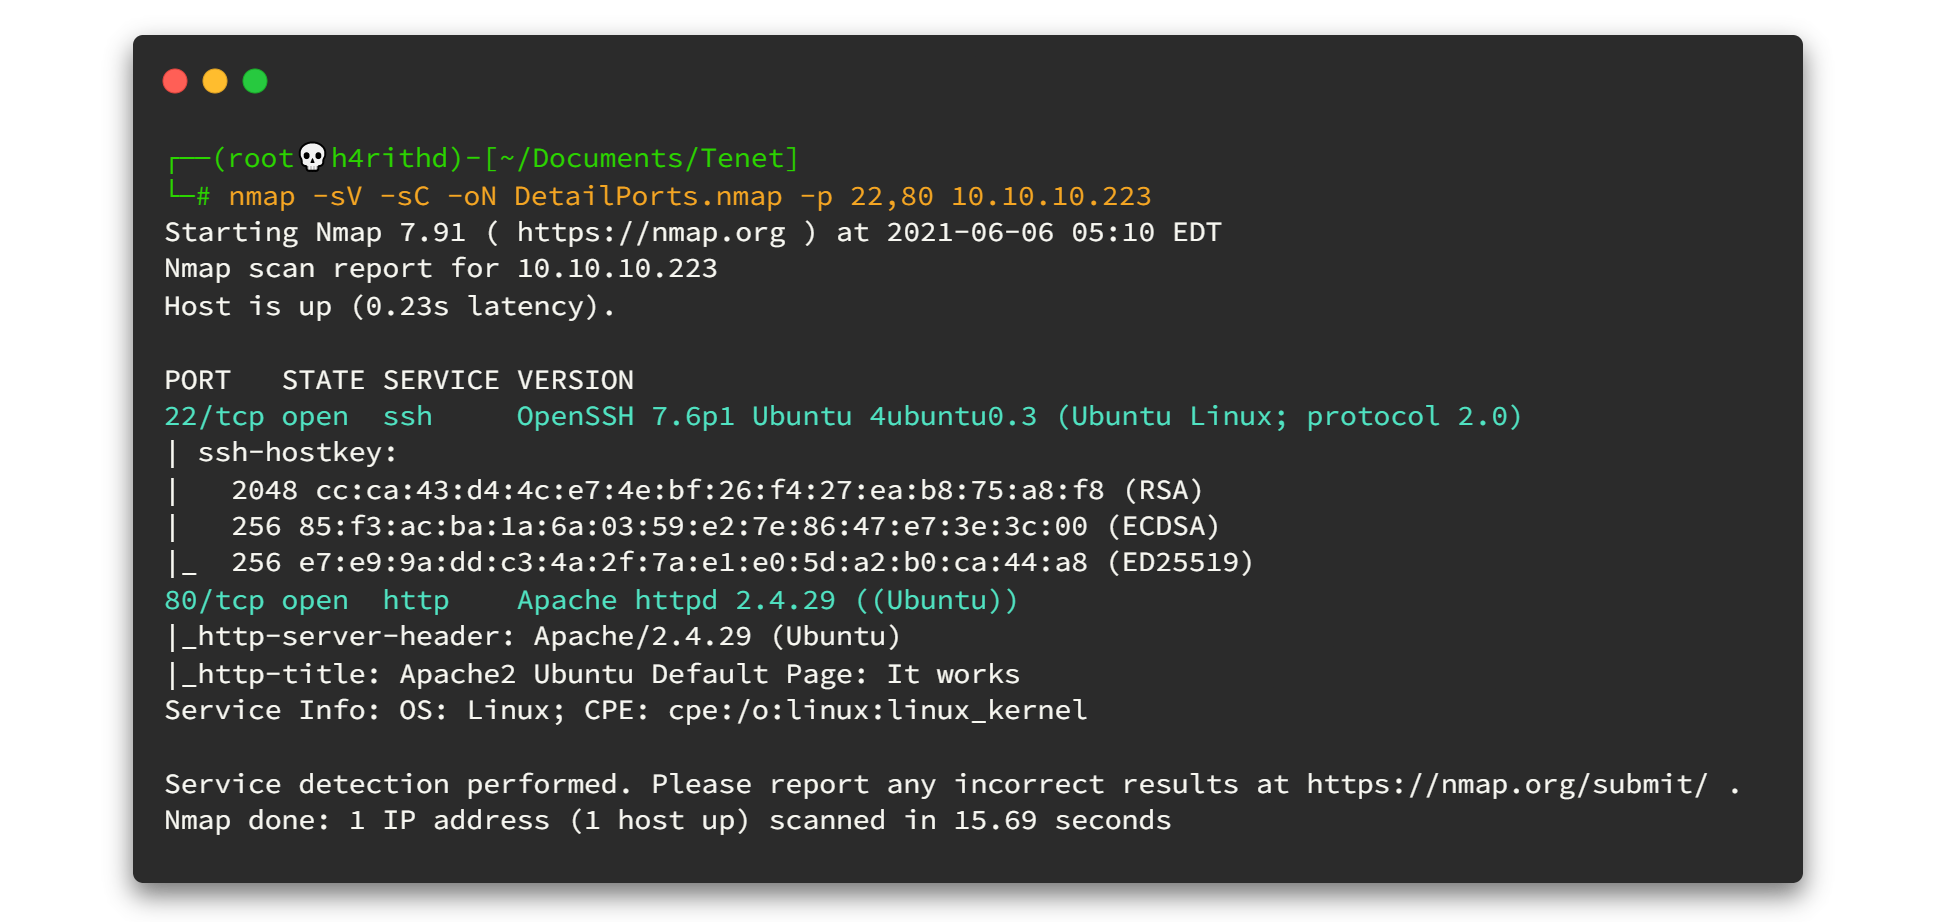 ┌──(root💀h4rithd)-[~/Documents/Tenet]
└─# nmap -sV -sC -oN DetailPorts.nmap -p 22,80 10.10.10.223
Starting Nmap 7.91 ( https://nmap.org ) at 2021-06-06 05:10 EDT
Nmap scan report for 10.10.10.223
Host is up (0.23s latency).

PORT   STATE SERVICE VERSION
22/tcp open  ssh     OpenSSH 7.6p1 Ubuntu 4ubuntu0.3 (Ubuntu Linux; protocol 2.0)
| ssh-hostkey:
|   2048 cc:ca:43:d4:4c:e7:4e:bf:26:f4:27:ea:b8:75:a8:f8 (RSA)
|   256 85:f3:ac:ba:1a:6a:03:59:e2:7e:86:47:e7:3e:3c:00 (ECDSA)
|_  256 e7:e9:9a:dd:c3:4a:2f:7a:e1:e0:5d:a2:b0:ca:44:a8 (ED25519)
80/tcp open  http    Apache httpd 2.4.29 ((Ubuntu))
|_http-server-header: Apache/2.4.29 (Ubuntu)
|_http-title: Apache2 Ubuntu Default Page: It works
Service Info: OS: Linux; CPE: cpe:/o:linux:linux_kernel

Service detection performed. Please report any incorrect results at https://nmap.org/submit/ .
Nmap done: 1 IP address (1 host up) scanned in 15.69 seconds